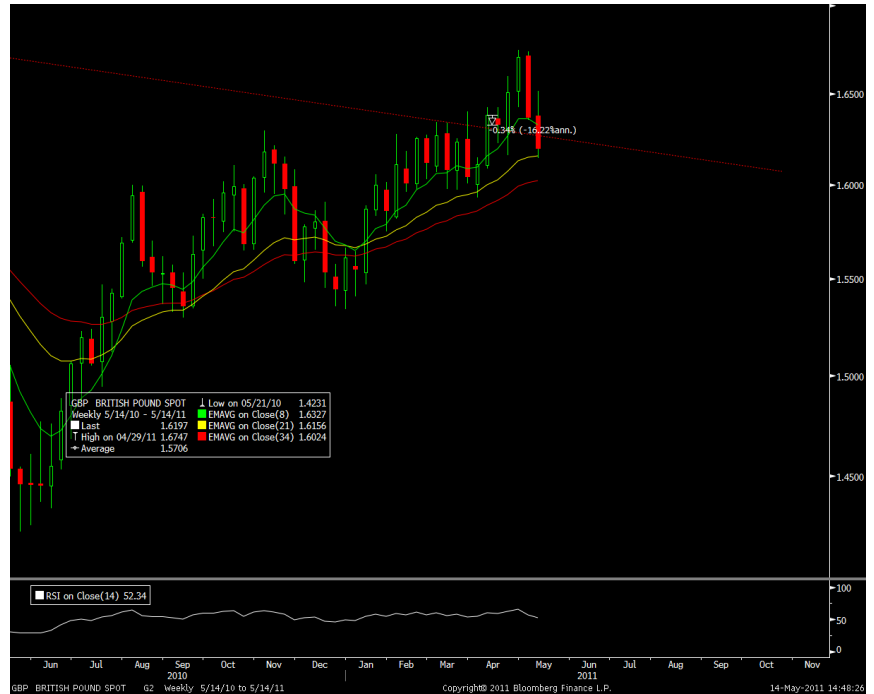 1.6500
-0.34% (-16.22%ann.)
1.6000
1.5500
1.5000
GBP BRITISH POUND SPOT Low on 05/21/10 1.4231
Weekly 5/14/10 - 5/14/11 EMAVG on Close(8) 1.6327
Last 1.6197 EMAVG on Close(21) 1.6156
High on 04/29/11 1.6747 EMAVG on Close(34) 1.6024
Average 1.5706
1.4500
RSI on Close(14) 52.34
100
50
0
Jun Jul Aug Sep Oct Nov Dec Jan Feb Mar Apr May Jun Jul Aug Sep Oct Nov
2010 2011
GBP BRITISH POUND SPOT G2 Weekly 5/14/10 to 5/14/11 Copyright© 2011 Bloomberg Finance L.P. 14-May-2011 14:48:26